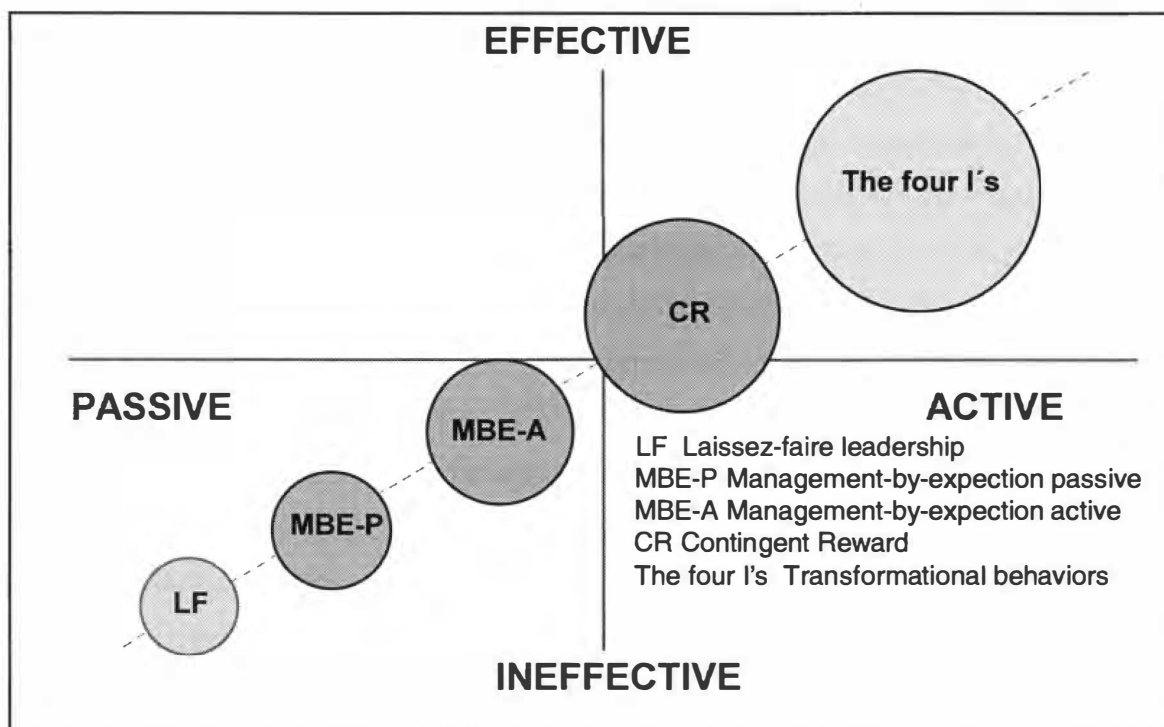 EFFECTIVE
The four I´s
CR
PASSIVE
ACTIVE
MBE-A
LF Laissez-faire leadership
MBE-P Management-by-expection passive
MBE-A Management-by-expection active
CR Contingent Reward
The four I's Transformational behaviors
MBE-P
LF
INEFFECTIVE